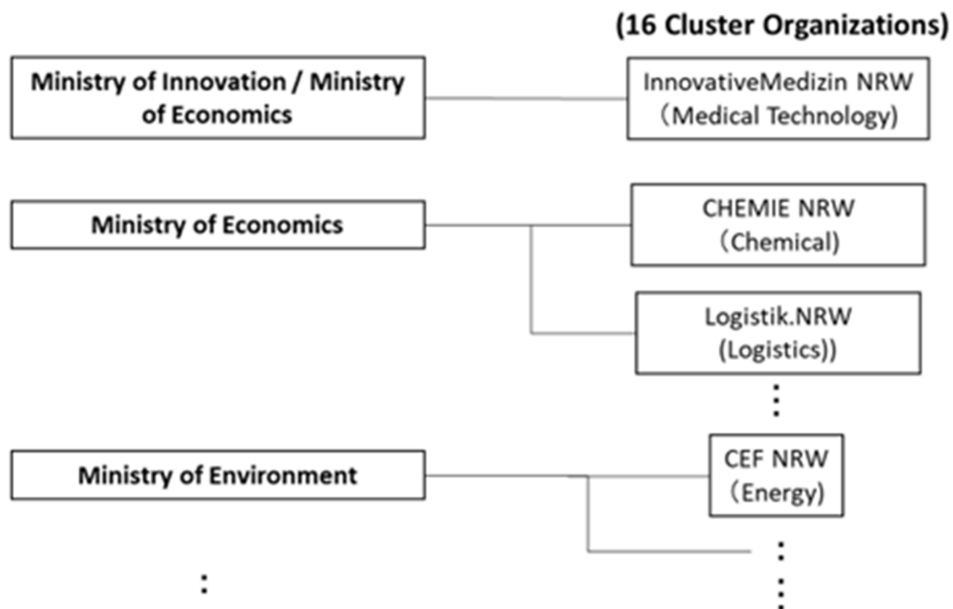 (16 Cluster Organizations)
Ministry of Innovation / Ministry
of Economics
InnovativeMedizin NRW
（Medical Technology)
Ministry of Economics
CHEMIE NRW
（Chemical)
Logistik.NRW
(Logistics))
⋮
Ministry of Environment
CEF NRW
（Energy)
:
:
: